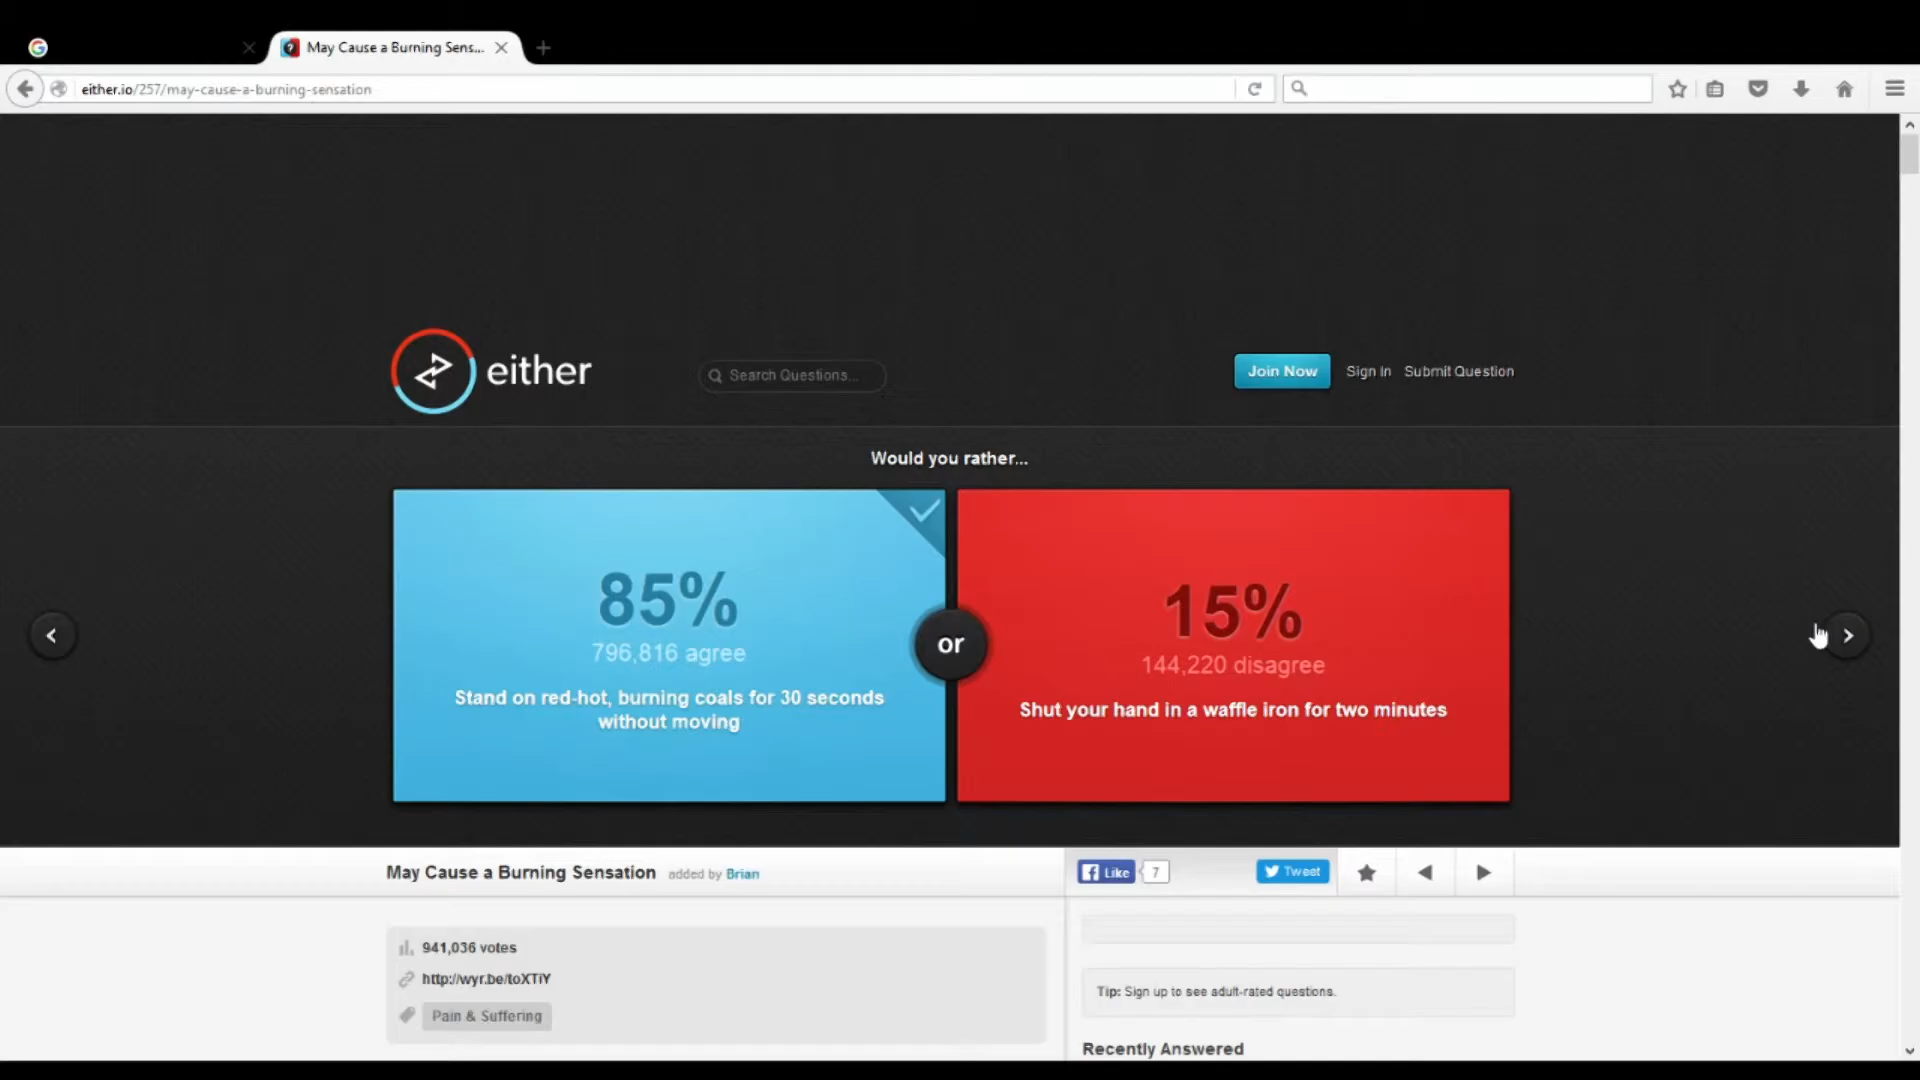 May Cause a Burning Sens...
either.io/257/may-cause-a-burning-sensation
either
Search Questions...
Join Now
Sign In
Submit Question
Would you rather...
85%
796,816 agree
Stand on red-hot, burning coals for 30 seconds
without moving
or
15%
144,220 disagree
Shut your hand in a waffle iron for two minutes
May Cause a Burning Sensation added by Brian
Like
7
Tweet
941,036 votes
http://wyr.be/toXTiY
Pain & Suffering
Tip: Sign up to see adult-rated questions.
Recently Answered